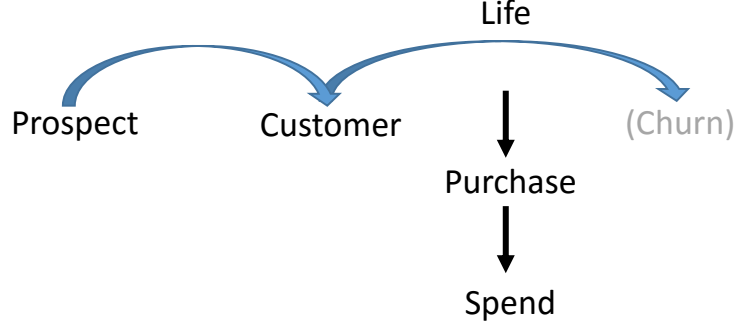 Life
Prospect
Customer
(Churn)
Purchase
Spend